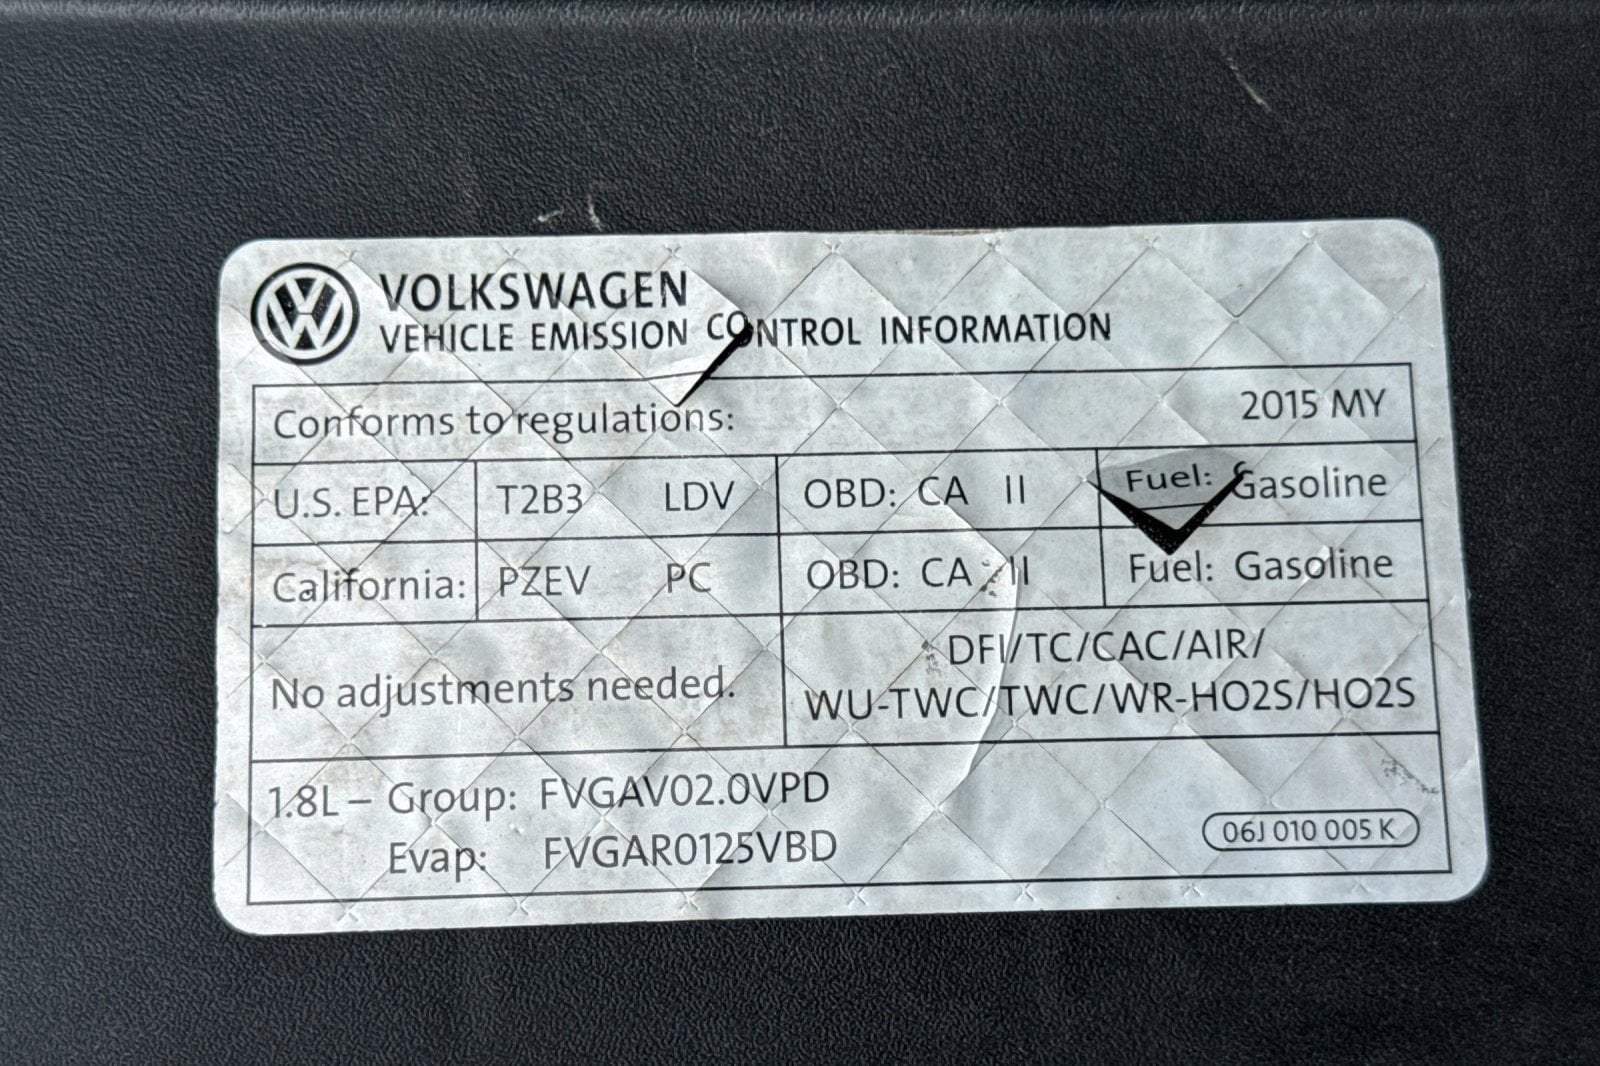 VOLKSWAGEN
VEHICLE EMISSION CONTROL INFORMATION
Conforms to regulations: 2015 MY
U.S. EPA: T2B3 LDV OBD: CA II Fuel: Gasoline
California: PZEV PC OBD: CA II Fuel: Gasoline
No adjustments needed.
DFI/TC/CAC/AIR/
WU-TWC/TWC/WR-HO2S/HO2S
1.8L – Group: FVGAV02.0VPD
Evap: FVGAR0125VBD
06J 010 005 K